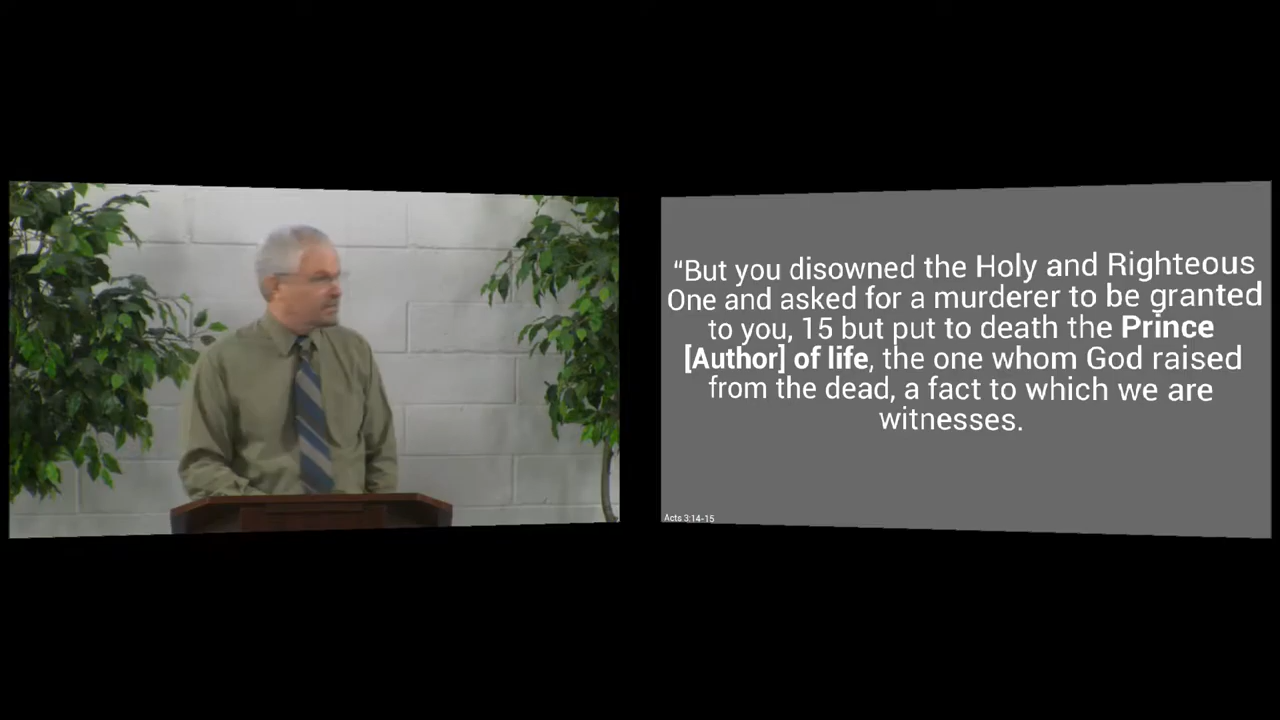 “But you disowned the Holy and Righteous
One and asked for a murderer to be granted
to you, 15 but put to death the Prince
[Author] of life, the one whom God raised
from the dead, a fact to which we are
witnesses.
Acts 3:14-15